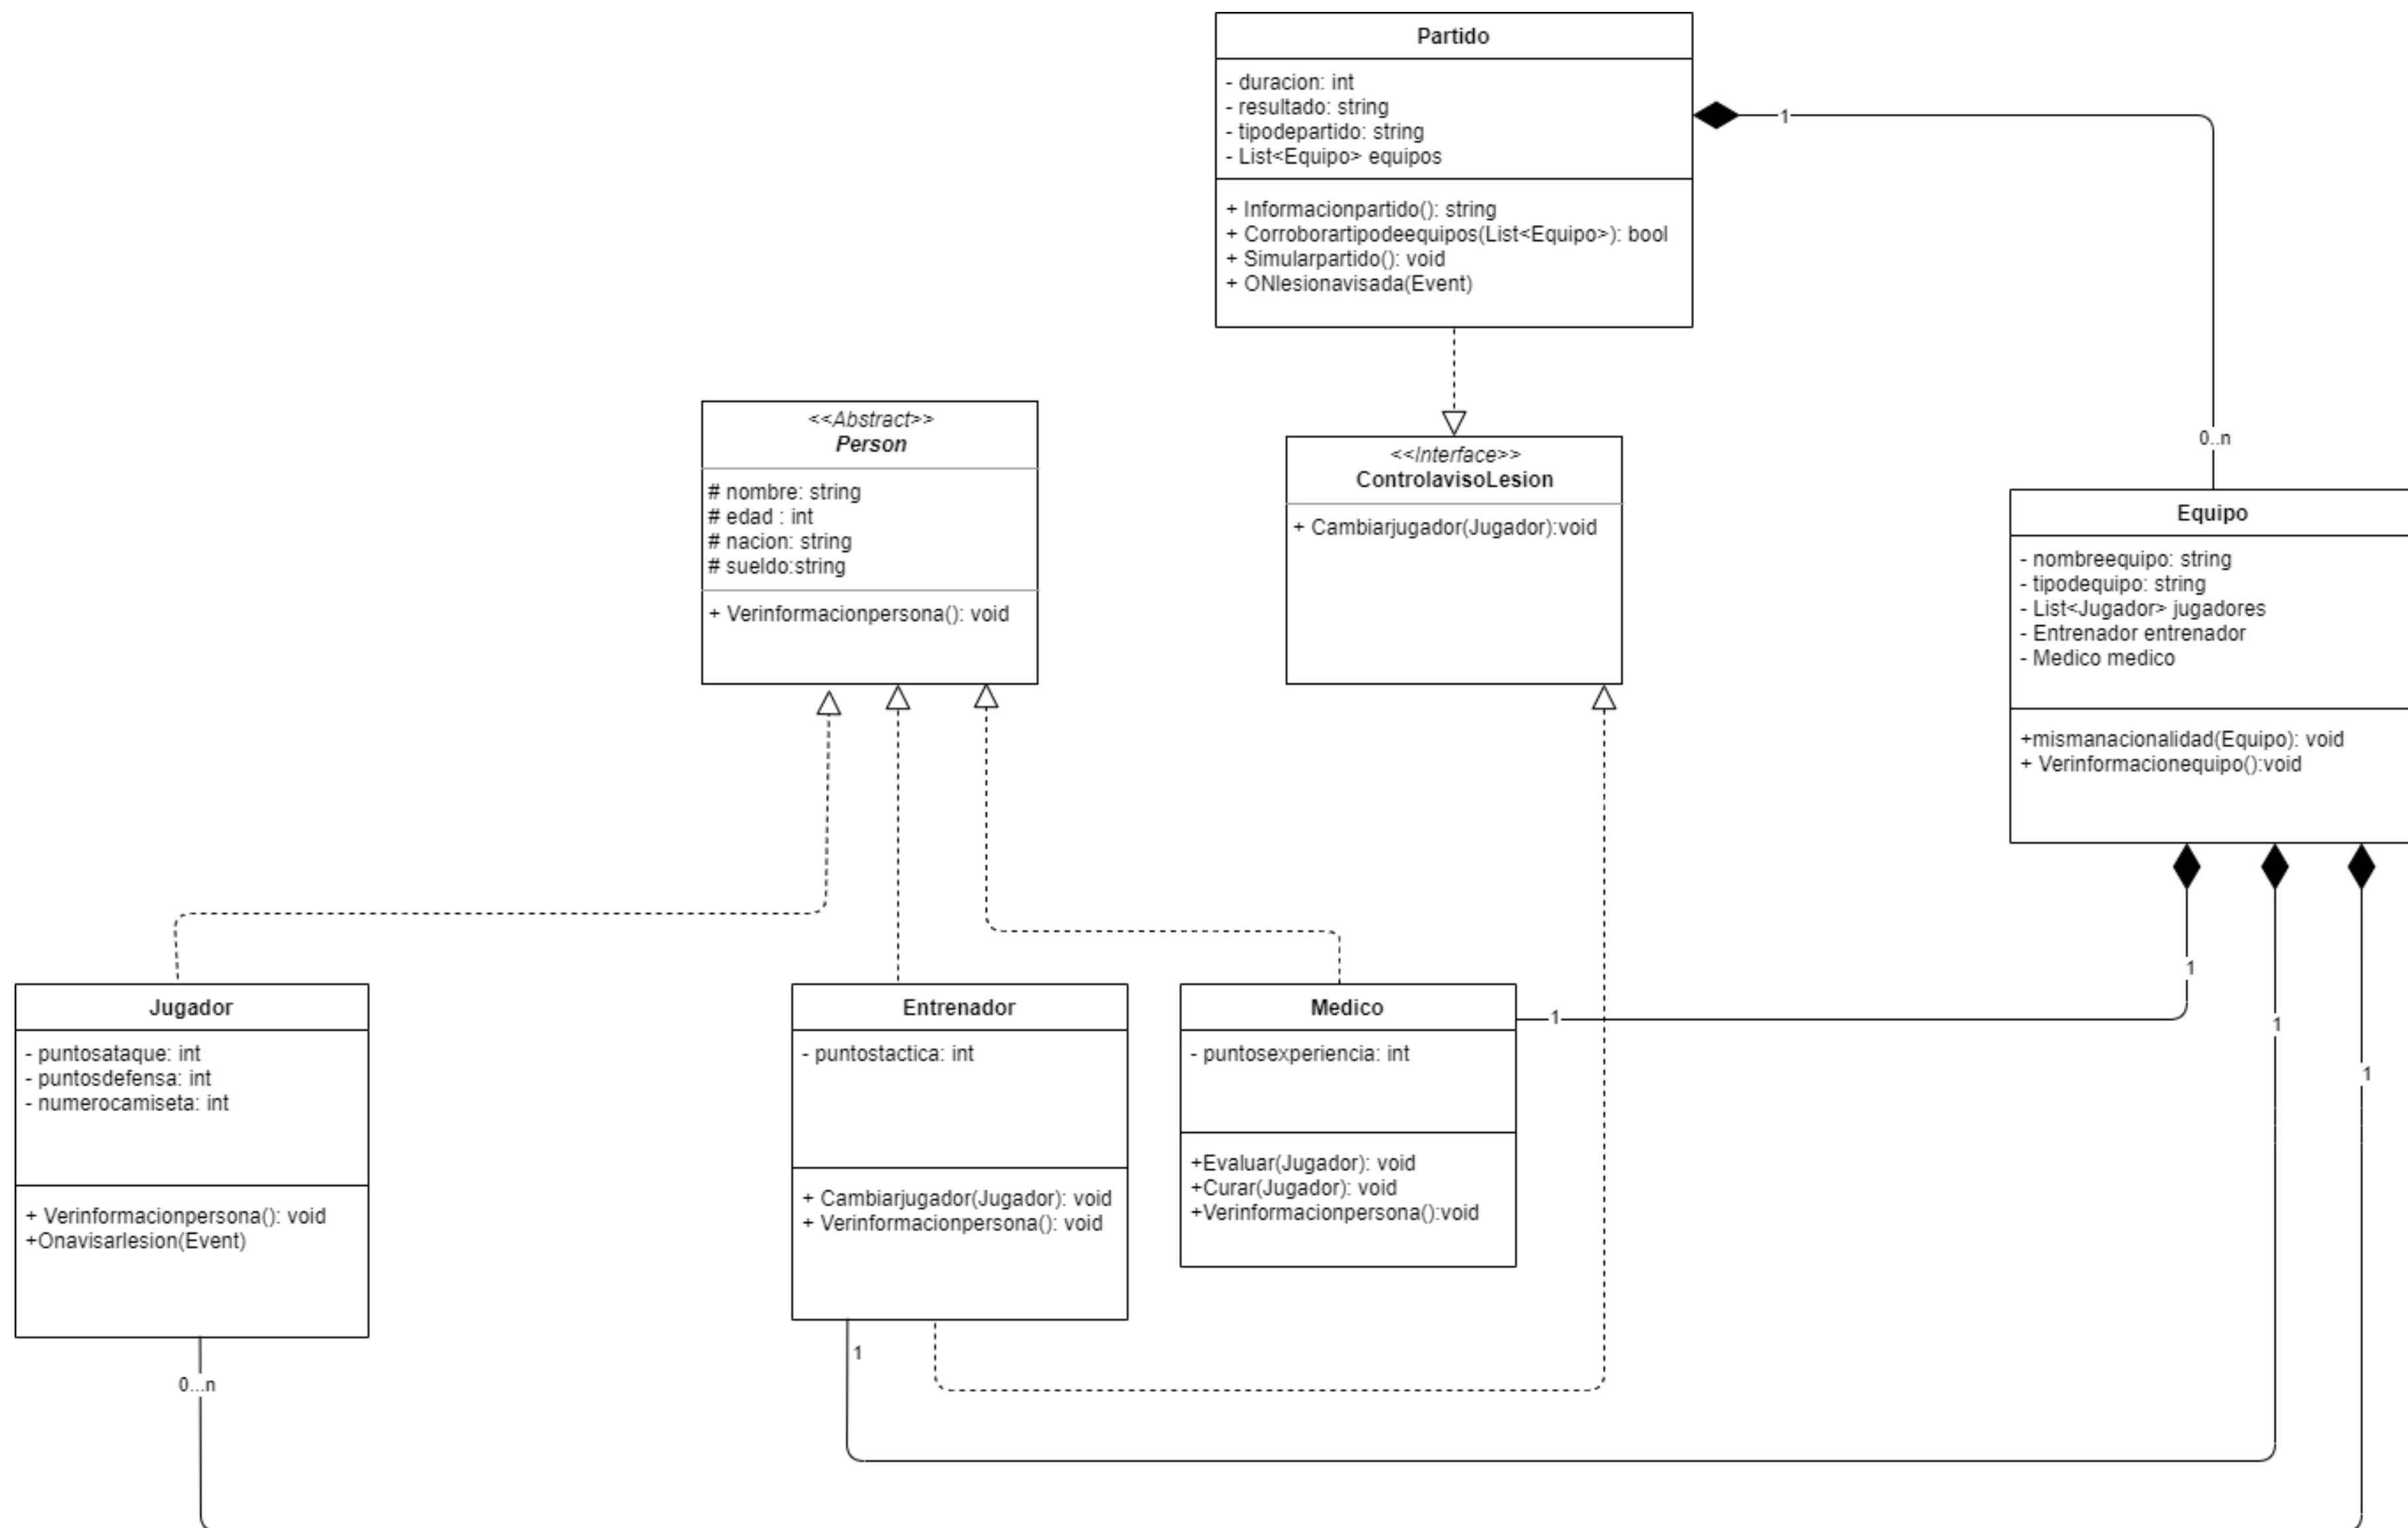 Partido
- duracion: int
- resultado: string
- tipodepartido: string
- List<Equipo> equipos
+ Informacionpartido(): string
+ Corroborartipodeequipos(List<Equipo>): bool
+ Simularpartido(): void
+ ONlesionavisada(Event)
1
0..n
<<Abstract>>
Person
# nombre: string
# edad : int
# nacion: string
# sueldo:string
+ Verinformacionpersona(): void
<<Interface>>
ControlavisoLesion
+ Cambiarjugador(Jugador):void
Equipo
- nombreequipo: string
- tipodequipo: string
- List<Jugador> jugadores
- Entrenador entrenador
- Medico medico
+mismanacionalidad(Equipo): void
+ Verinformacionequipo():void
1
1
1
Jugador
- puntosataque: int
- puntosdefensa: int
- numerocamiseta: int
+ Verinformacionpersona(): void
+Onavisarlesion(Event)
0...n
Entrenador
- puntostactica: int
+ Cambiarjugador(Jugador): void
+ Verinformacionpersona(): void
1
Medico
- puntosexperiencia: int
+Evaluar(Jugador): void
+Curar(Jugador): void
+Verinformacionpersona():void
1